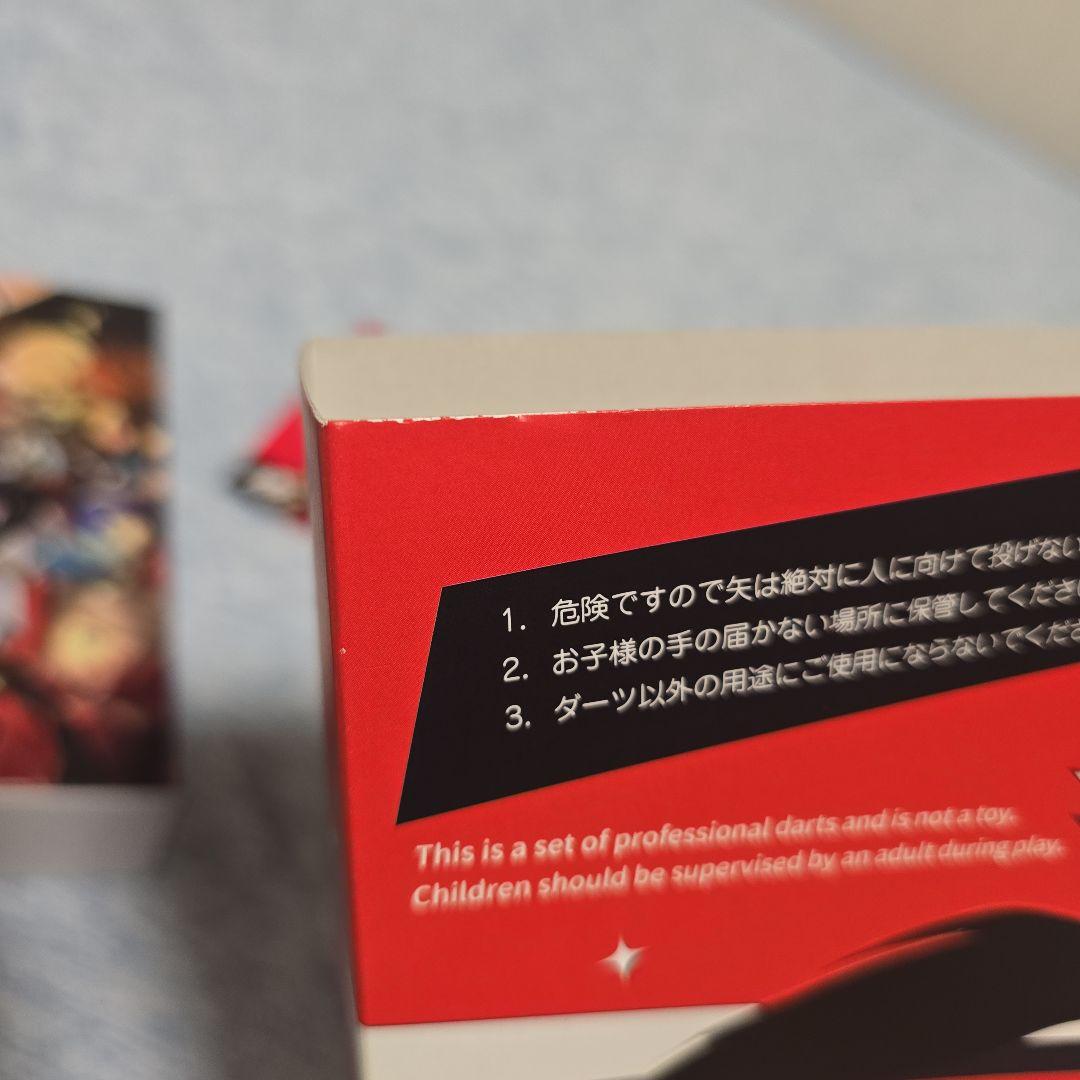 1. 危険ですので矢は絶対に人に向けて投げない
2. お子様の手の届かない場所に保管してくださ
3. ダーツ以外の用途にご使用にならないでくださ
This is a set of professional darts and is not a toy.
Children should be supervised by an adult during play.